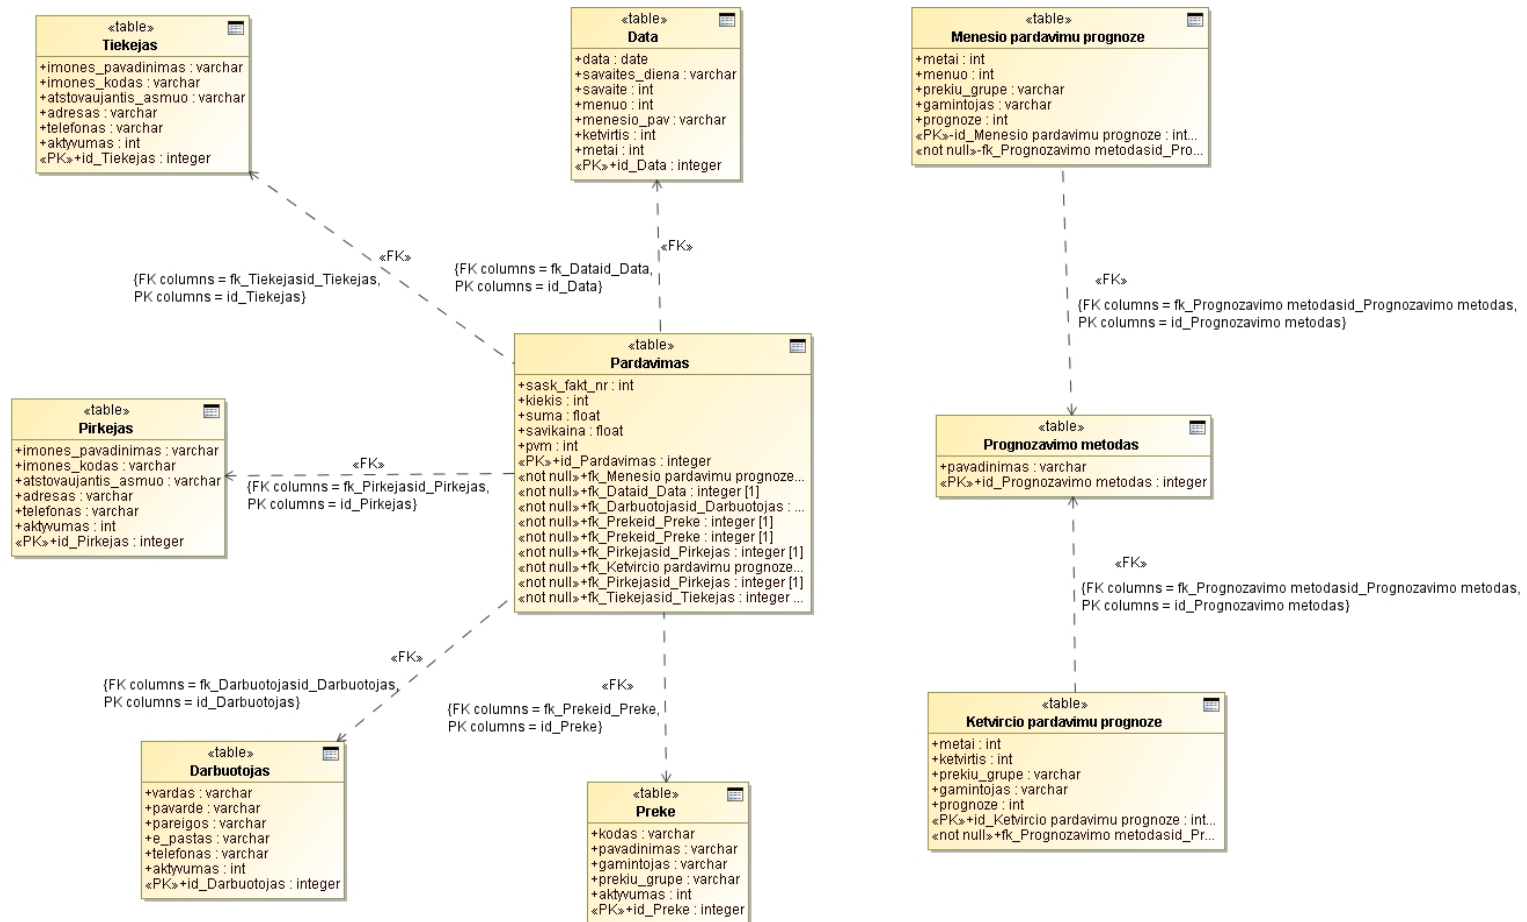 «table»
Tiekejas
+imones_pavadinimas : varchar
+imones_kodas : varchar
+atstovaujantis_asmuo : varchar
+adresas : varchar
+telefonas : varchar
+aktyvumas : int
«PK»+id_Tiekejas : integer
«table»
Data
+data : date
+savaites_diena : varchar
+savaite : int
+menuo : int
+menesio_pav : varchar
+ketvirtis : int
+metai : int
«PK»+id_Data : integer
«table»
Menesio pardavimu prognoze
+metai : int
+menuo : int
+prekiu_grupe : varchar
+gamintojas : varchar
+prognoze : int
«PK»-id_Menesio pardavimu prognoze : int...
«not null»-fk_Prognozavimo metodasid_Pro...
«FK»
{FK columns = fk_Tiekejasid_Tiekejas,
PK columns = id_Tiekejas}
«FK»
{FK columns = fk_Dataid_Data,
PK columns = id_Data}
«FK»
{FK columns = fk_Prognozavimo metodasid_Prognozavimo metodas,
PK columns = id_Prognozavimo metodas}
«table»
Pardavimas
+sask_fakt_nr : int
+kiekis : int
+suma : float
+savikaina : float
+pvm : int
«PK»+id_Pardavimas : integer
«not null»+fk_Menesio pardavimu prognoze...
«not null»+fk_Dataid_Data : integer [1]
«not null»+fk_Darbuotojasid_Darbuotojas : ...
«not null»+fk_Prekeid_Preke : integer [1]
«not null»+fk_Prekeid_Preke : integer [1]
«not null»+fk_Pirkejasid_Pirkejas : integer [1]
«not null»+fk_Ketvircio pardavimu prognoze...
«not null»+fk_Pirkejasid_Pirkejas : integer [1]
«not null»+fk_Tiekejasid_Tiekejas : integer ...
«table»
Pirkejas
+imones_pavadinimas : varchar
+imones_kodas : varchar
+atstovaujantis_asmuo : varchar
+adresas : varchar
+telefonas : varchar
+aktyvumas : int
«PK»+id_Pirkejas : integer
«FK»
{FK columns = fk_Pirkejasid_Pirkejas,
PK columns = id_Pirkejas}
«table»
Prognozavimo metodas
+pavadinimas : varchar
«PK»+id_Prognozavimo metodas : integer
«FK»
{FK columns = fk_Prognozavimo metodasid_Prognozavimo metodas,
PK columns = id_Prognozavimo metodas}
«FK»
{FK columns = fk_Darbuotojasid_Darbuotojas,
PK columns = id_Darbuotojas}
«FK»
{FK columns = fk_Prekeid_Preke,
PK columns = id_Preke}
«table»
Ketvircio pardavimu prognoze
+metai : int
+ketvirtis : int
+prekiu_grupe : varchar
+gamintojas : varchar
+prognoze : int
«PK»+id_Ketvircio pardavimu prognoze : int...
«not null»+fk_Prognozavimo metodasid_Pr...
«table»
Darbuotojas
+vardas : varchar
+pavarde : varchar
+pareigos : varchar
+e_pastas : varchar
+telefonas : varchar
+aktyvumas : int
«PK»+id_Darbuotojas : integer
«table»
Preke
+kodas : varchar
+pavadinimas : varchar
+gamintojas : varchar
+prekiu_grupe : varchar
+aktyvumas : int
«PK»+id_Preke : integer